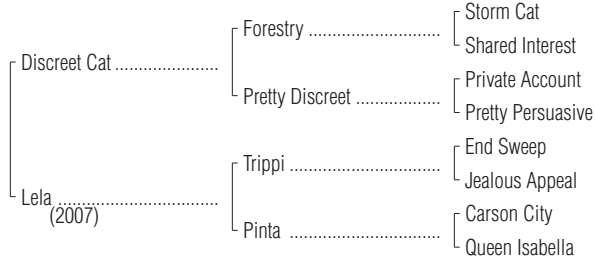 Storm Cat
Forestry
Shared Interest
Discreet Cat
Private Account
Pretty Discreet
Pretty Persuasive
End Sweep
Trippi
Jealous Appeal
Lela
(2007)
Carson City
Pinta
Queen Isabella